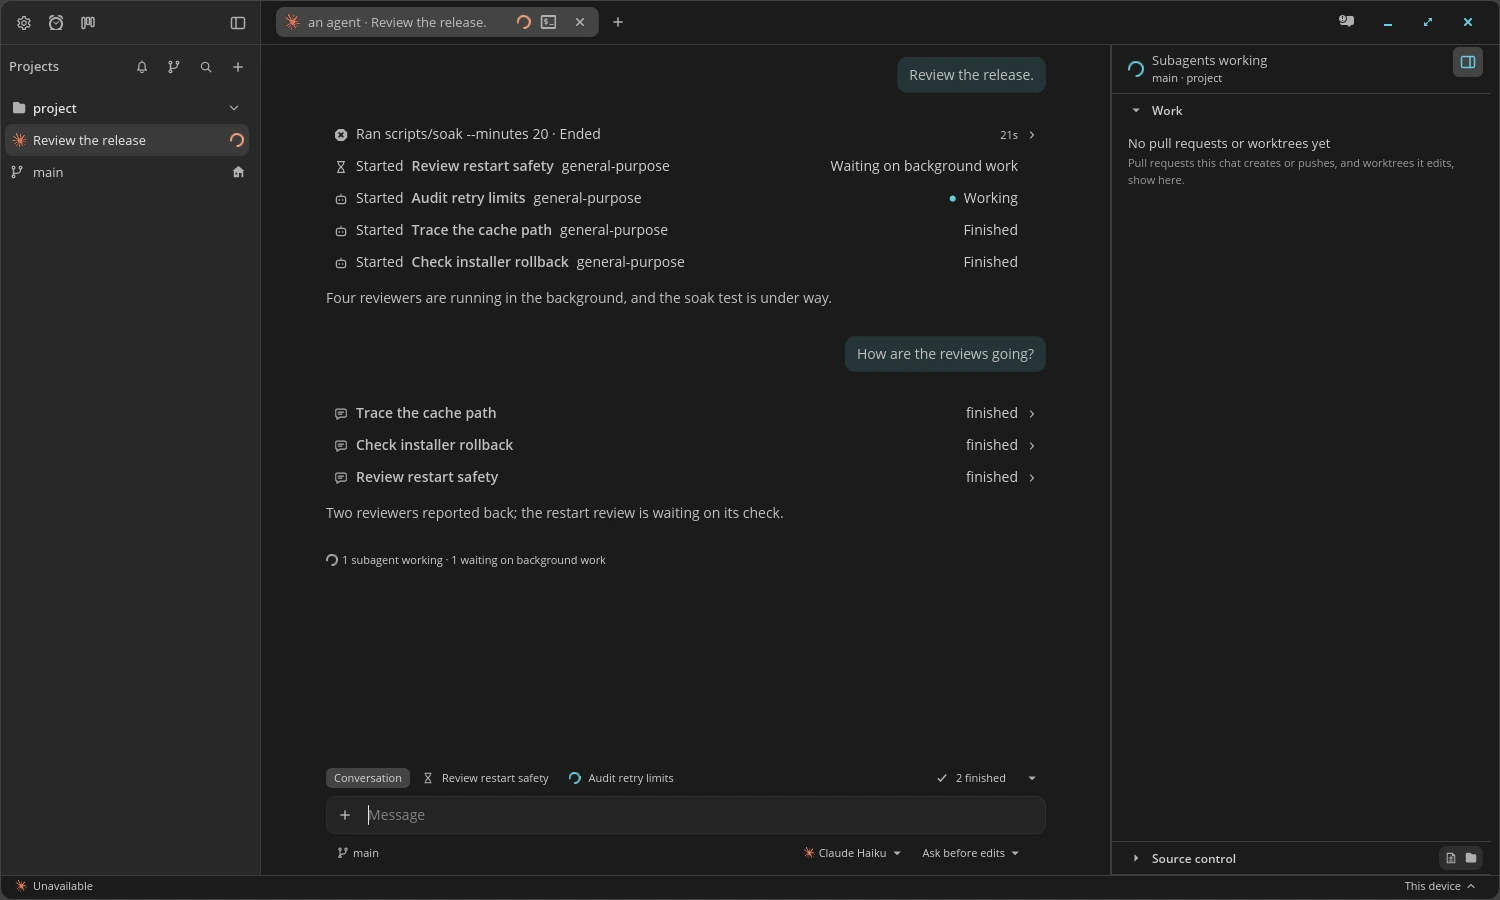 an agent · Review the release.
Projects
project
Review the release
main
Review the release.
Ran scripts/soak --minutes 20 · Ended 21s
Started Review restart safety general-purpose Waiting on background work
Started Audit retry limits general-purpose Working
Started Trace the cache path general-purpose Finished
Started Check installer rollback general-purpose Finished
Four reviewers are running in the background, and the soak test is under way.
How are the reviews going?
Trace the cache path finished
Check installer rollback finished
Review restart safety finished
Two reviewers reported back; the restart review is waiting on its check.
1 subagent working · 1 waiting on background work
Conversation Review restart safety Audit retry limits 2 finished
Message
main Claude Haiku Ask before edits
Subagents working
main · project
Work
No pull requests or worktrees yet
Pull requests this chat creates or pushes, and worktrees it edits,
show here.
Source control
Unavailable
This device